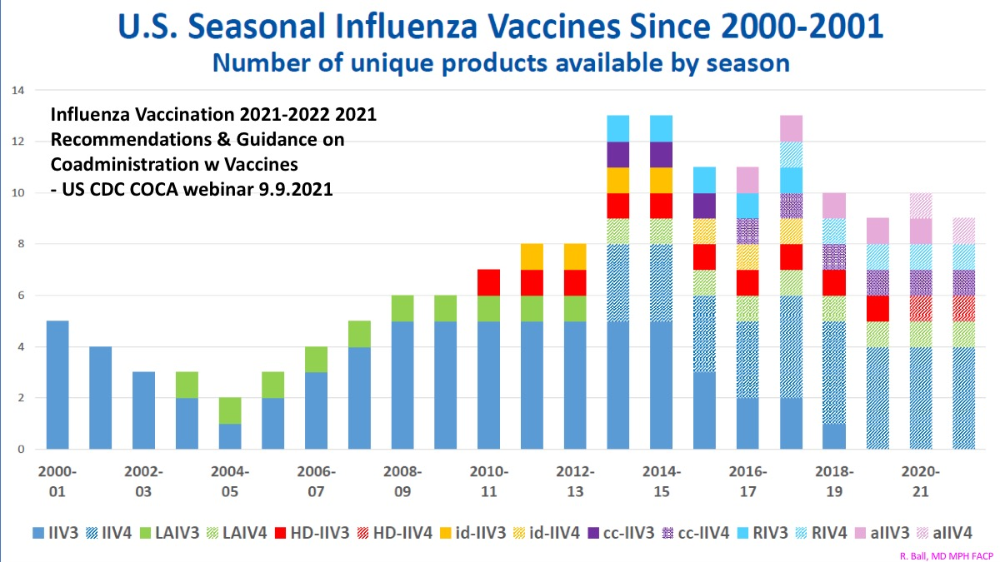 U.S. Seasonal Influenza Vaccines Since 2000-2001
Number of unique products available by season
Influenza Vaccination 2021-2022 2021
Recommendations & Guidance on
Coadministration w Vaccines
- US CDC COCA webinar 9.9.2021
14
12
10
8
6
4
2
0
2000-01
2002-03
2004-05
2006-07
2008-09
2010-11
2012-13
2014-15
2016-17
2018-19
2020-21
IIV3 IIV4 LAIV3 LAIV4 HD-IIV3 HD-IIV4 id-IIV3 id-IIV4 cc-IIV3 cc-IIV4 RIV3 RIV4 aIIV3 aIIV4
R. Ball, MD MPH FACP